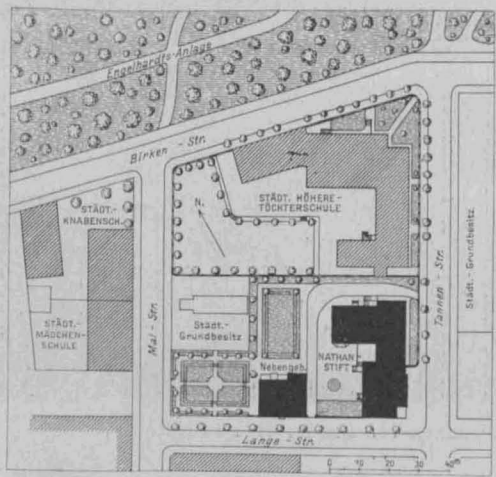 Engelhardts-Anlage
Birken - Str.
STÄDT.-
KNABENSCH.
N.
STÄDT. HÖHERE-
TÖCHTERSCHULE
STÄDT.-
MÄDCHEN-
SCHULE
Mai - Str.
Städt.-
Grundbesitz
Nebengeb.
NATHAN-
STIFT
Tannen - Str.
Städt.- Grundbesitz
Lange - Str.
0 10 20 30 40m